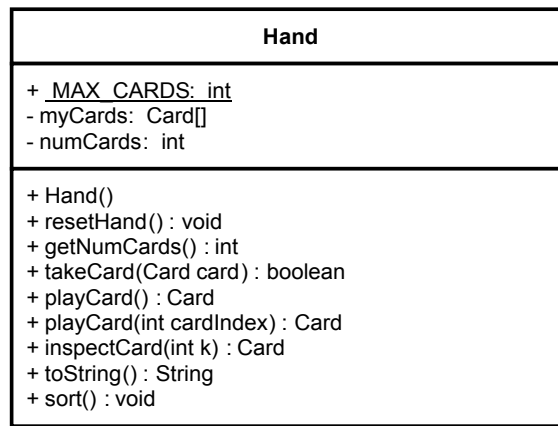 Hand
+ MAX_CARDS: int
- myCards: Card[]
- numCards: int
+ Hand()
+ resetHand() : void
+ getNumCards() : int
+ takeCard(Card card) : boolean
+ playCard() : Card
+ playCard(int cardIndex) : Card
+ inspectCard(int k) : Card
+ toString() : String
+ sort() : void